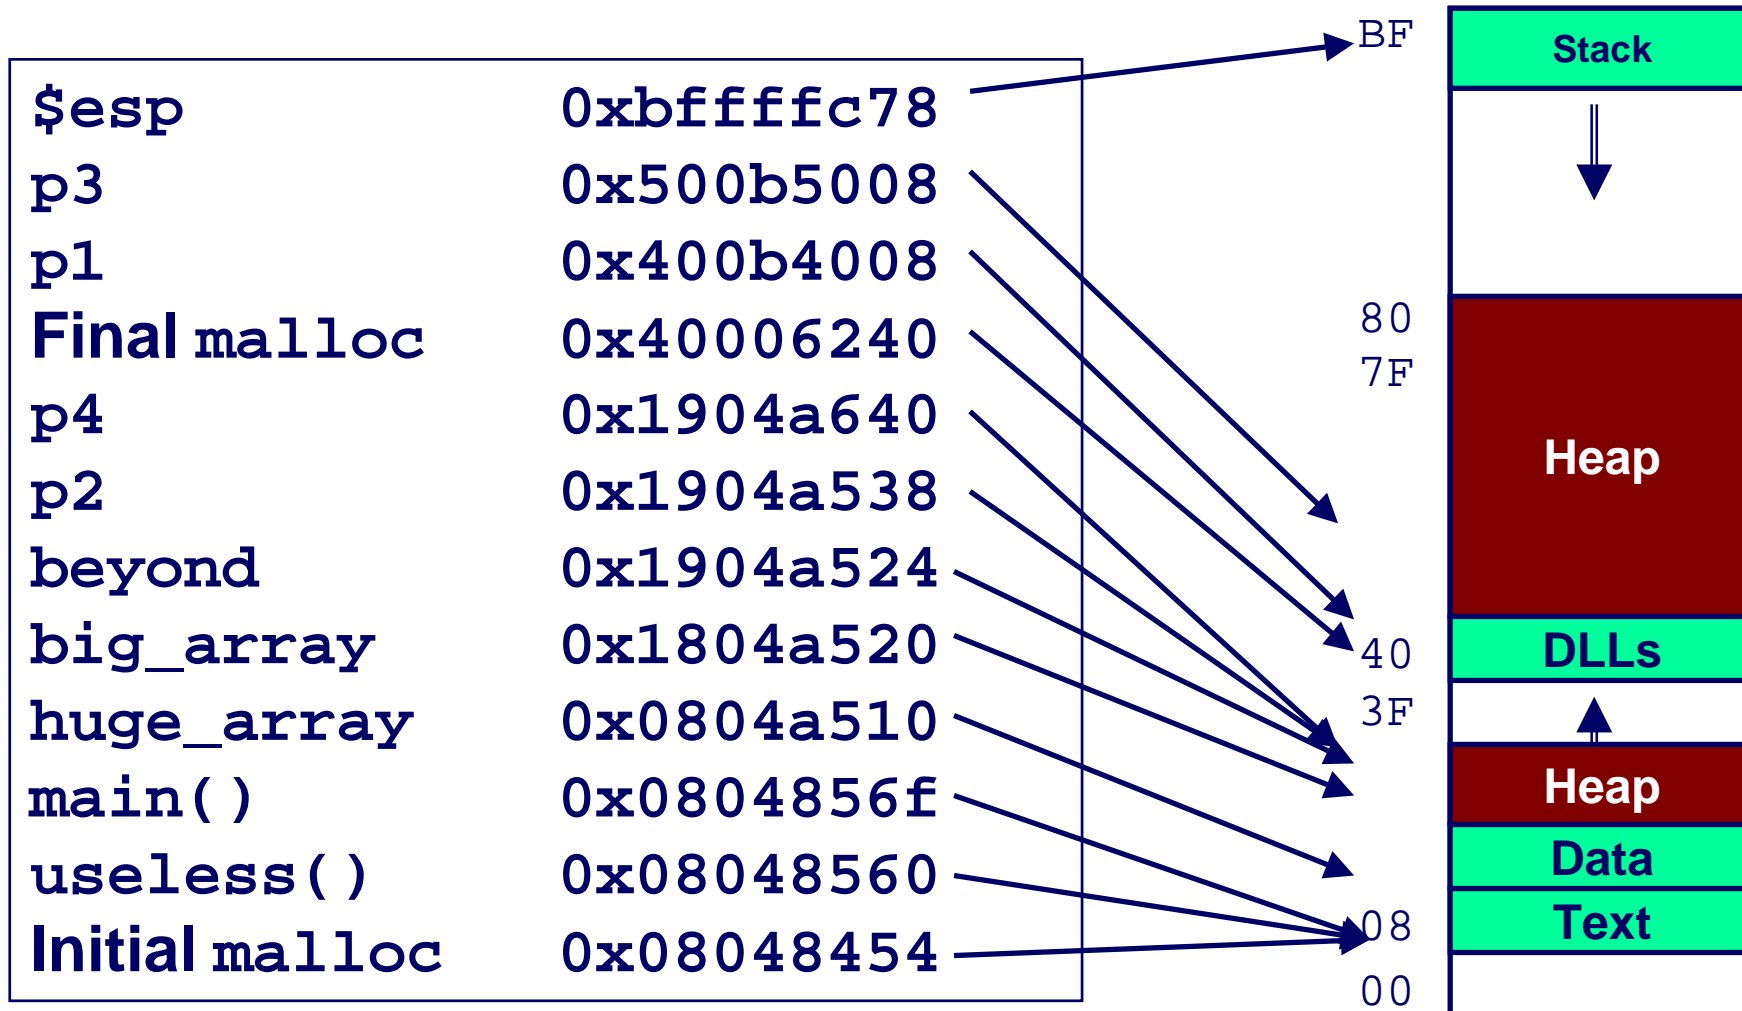 $esp 0xbffffc78
p3 0x500b5008
p1 0x400b4008
Final malloc 0x40006240
p4 0x1904a640
p2 0x1904a538
beyond 0x1904a524
big_array 0x1804a520
huge_array 0x0804a510
main() 0x0804856f
useless() 0x08048560
Initial malloc 0x08048454
BF
80
7F
40
3F
08
00
Stack
Heap
DLLs
Heap
Data
Text